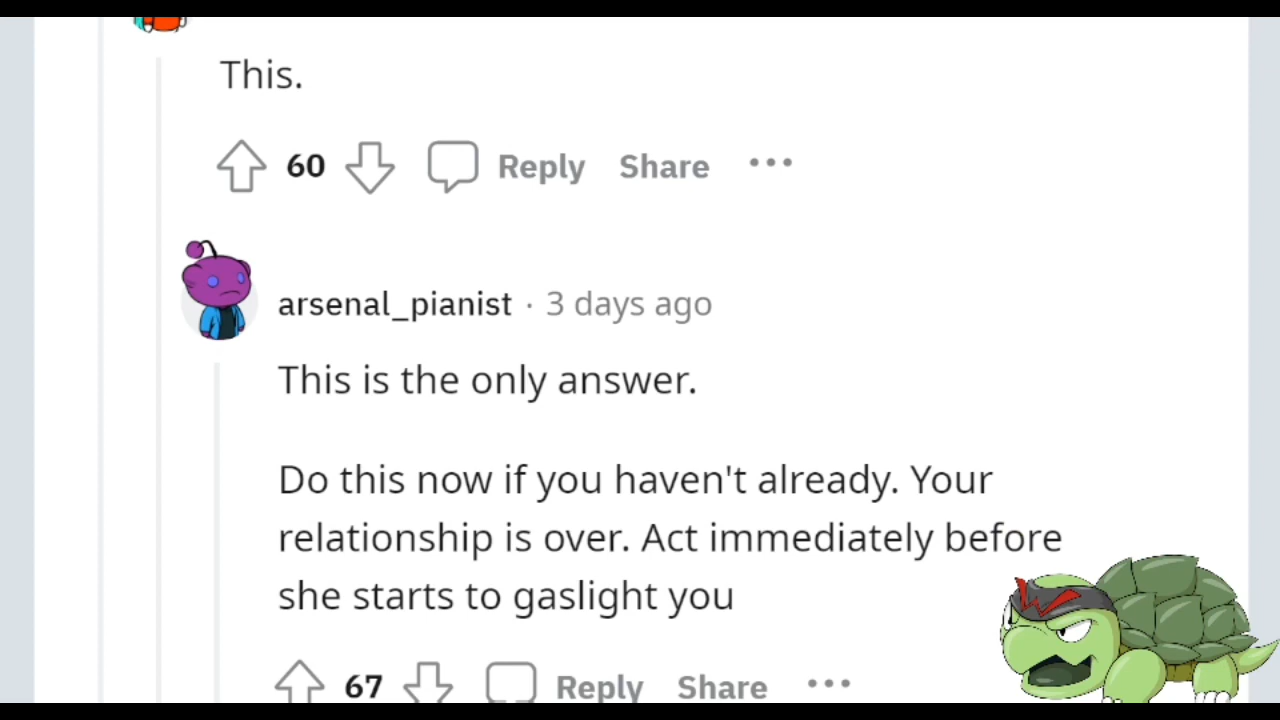 This.
60 Reply Share •••
arsenal_pianist · 3 days ago
This is the only answer.
Do this now if you haven't already. Your
relationship is over. Act immediately before
she starts to gaslight you
67 Reply Share •••